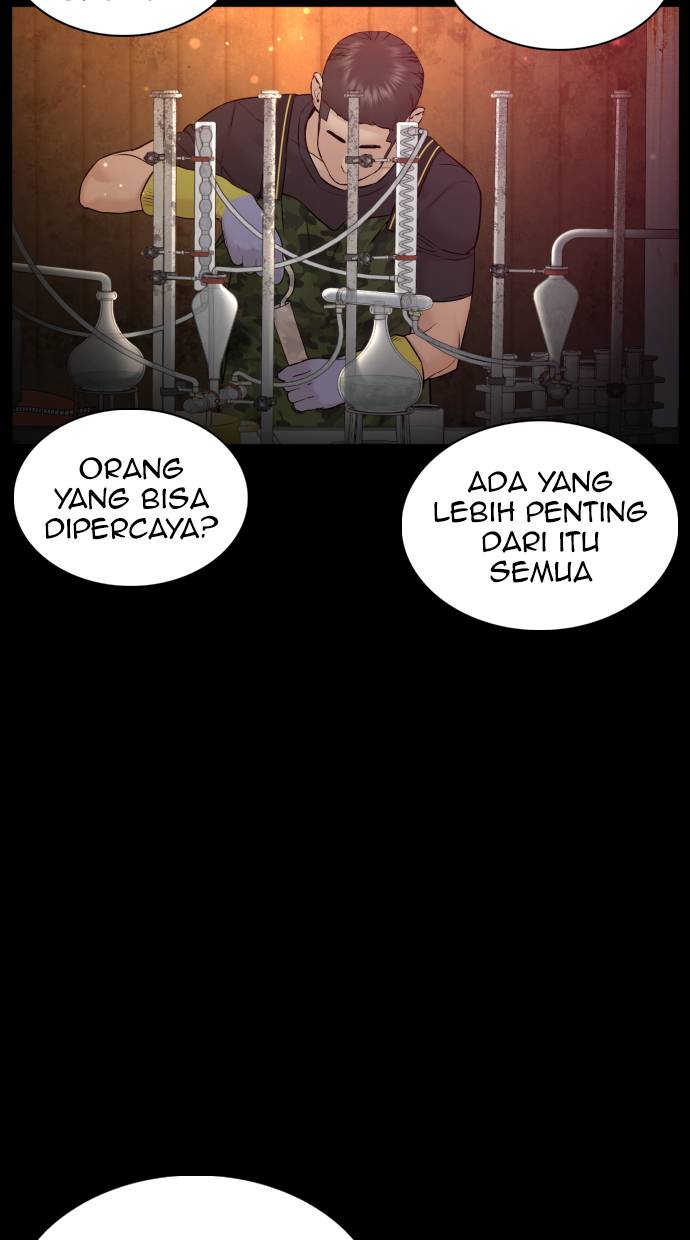 ORANG
YANG BISA
DIPERCAYA?
ADA YANG
LEBIH PENTING
DARI ITU
SEMUA